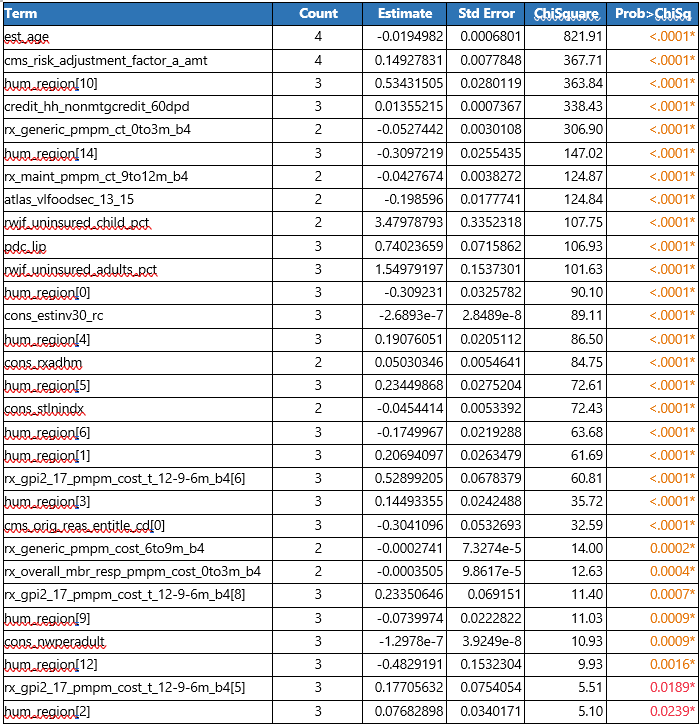 Term Count Estimate Std Error ChiSquare Prob>ChiSq
est_age 4 -0.0194982 0.0006801 821.91 <.0001*
cms_risk_adjustment_factor_a_amt 4 0.14927831 0.0077848 367.71 <.0001*
hum_region[10] 3 0.53431505 0.0280119 363.84 <.0001*
credit_hh_nonmtgcredit_60dpd 3 0.01355215 0.0007367 338.43 <.0001*
rx_generic_pmpm_ct_0to3m_b4 2 -0.0527442 0.0030108 306.90 <.0001*
hum_region[14] 3 -0.3097219 0.0255435 147.02 <.0001*
rx_maint_pmpm_ct_9to12m_b4 2 -0.0427674 0.0038272 124.87 <.0001*
atlas_vlfoodsec_13_15 2 -0.198596 0.0177741 124.84 <.0001*
rwjf_uninsured_child_pct 2 3.47978793 0.3352318 107.75 <.0001*
pdc_lip 3 0.74023659 0.0715862 106.93 <.0001*
rwjf_uninsured_adults_pct 3 1.54979197 0.1537301 101.63 <.0001*
hum_region[0] 3 -0.309231 0.0325782 90.10 <.0001*
cons_estinv30_rc 3 -2.6893e-7 2.8489e-8 89.11 <.0001*
hum_region[4] 3 0.19076051 0.0205112 86.50 <.0001*
cons_rxadhm 2 0.05030346 0.0054641 84.75 <.0001*
hum_region[5] 3 0.23449868 0.0275204 72.61 <.0001*
cons_stlnindx 2 -0.0454414 0.0053392 72.43 <.0001*
hum_region[6] 3 -0.1749967 0.0219288 63.68 <.0001*
hum_region[1] 3 0.20694097 0.0263479 61.69 <.0001*
rx_gpi2_17_pmpm_cost_t_12-9-6m_b4[6] 3 0.52899205 0.0678379 60.81 <.0001*
hum_region[3] 3 0.14493355 0.0242488 35.72 <.0001*
cms_orig_reas_entitle_cd[0] 3 -0.3041096 0.0532693 32.59 <.0001*
rx_generic_pmpm_cost_6to9m_b4 2 -0.0002741 7.3274e-5 14.00 0.0002*
rx_overall_mbr_resp_pmpm_cost_0to3m_b4 2 -0.0003505 9.8617e-5 12.63 0.0004*
rx_gpi2_17_pmpm_cost_t_12-9-6m_b4[8] 3 0.23350646 0.069151 11.40 0.0007*
hum_region[9] 3 -0.0739974 0.0222822 11.03 0.0009*
cons_nwperadult 3 -1.2978e-7 3.9249e-8 10.93 0.0009*
hum_region[12] 3 -0.4829191 0.1532304 9.93 0.0016*
rx_gpi2_17_pmpm_cost_t_12-9-6m_b4[5] 3 0.17705632 0.0754054 5.51 0.0189*
hum_region[2] 3 0.07682898 0.0340171 5.10 0.0239*